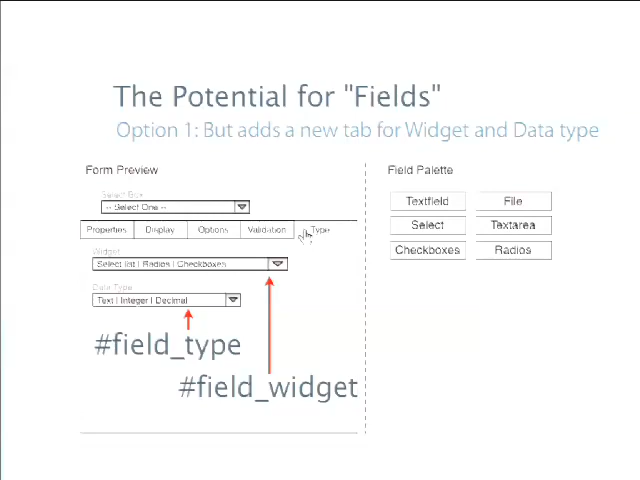 The Potential for "Fields"
Option 1: But adds a new tab for Widget and Data type
Form Preview
Select Box
-- Select One --
Properties Display Options Validation Type
Widget
Select list | Radios | Checkboxes
Data Type
Text | Integer | Decimal
#field_type
#field_widget
Field Palette
Textfield File
Select Textarea
Checkboxes Radios